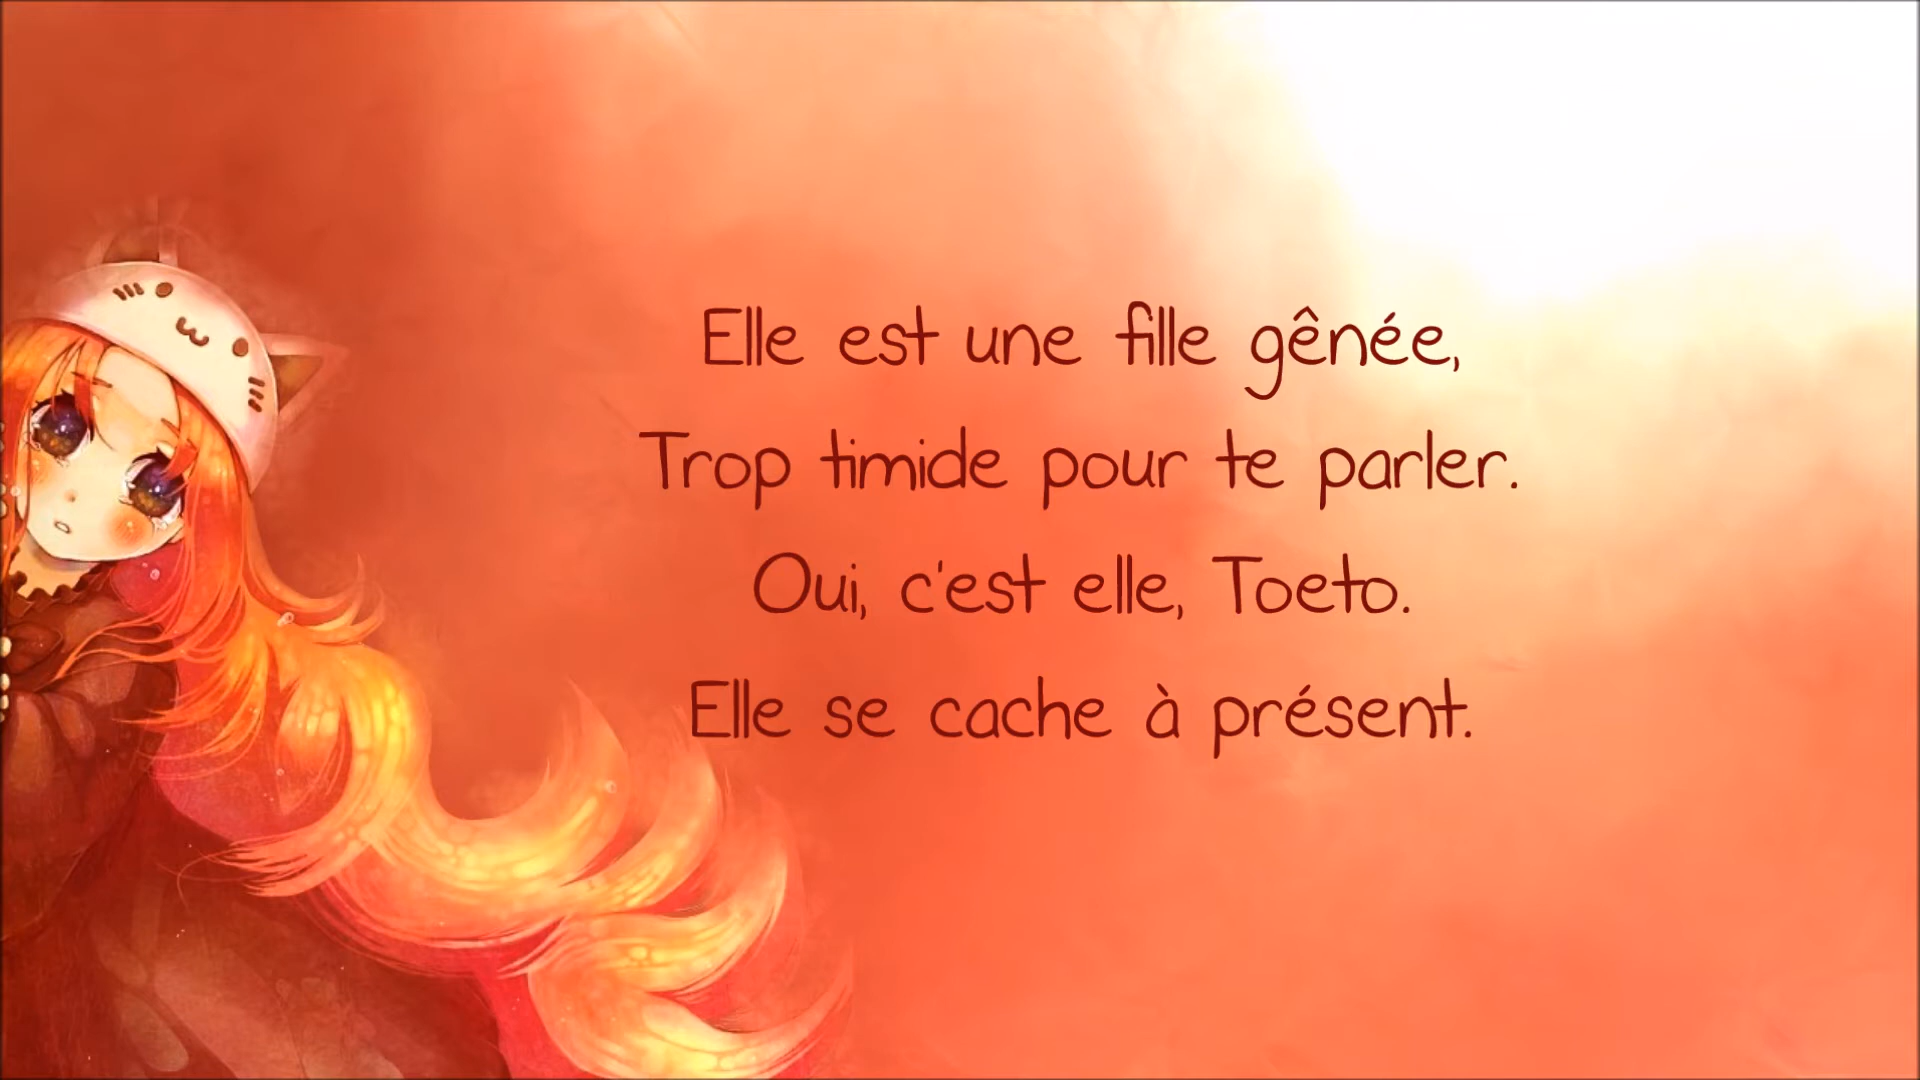 Elle est une fille gênée,
Trop timide pour te parler.
Oui, c'est elle, Toeto.
Elle se cache à présent.